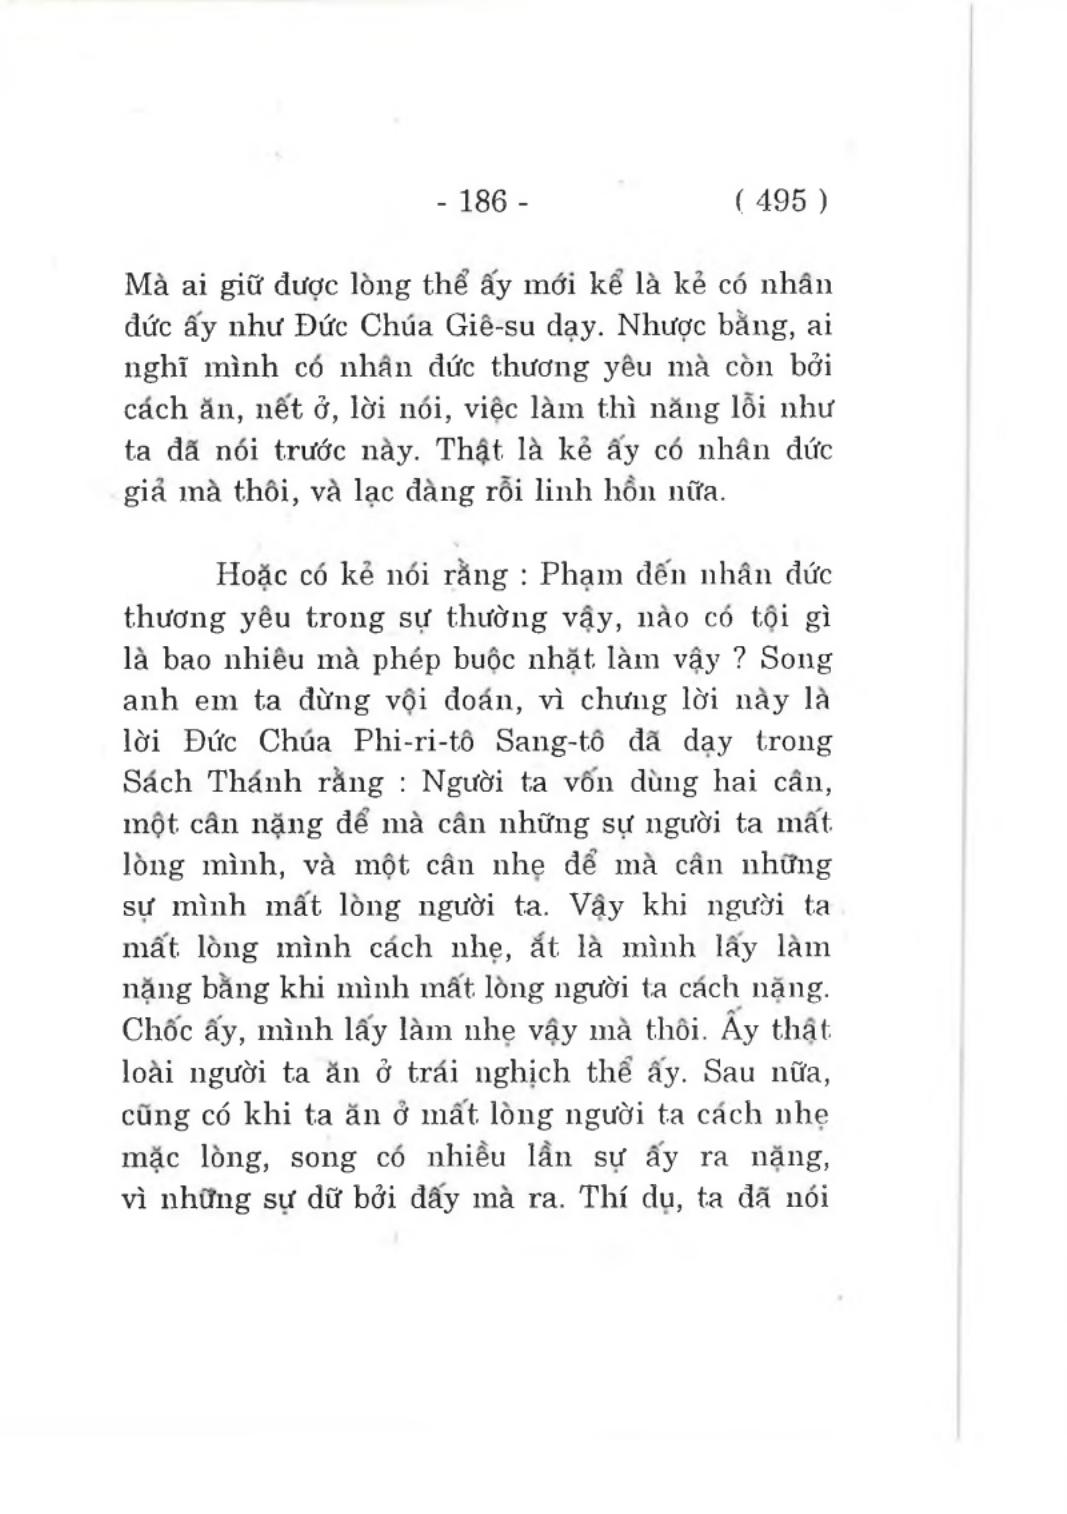 - 186 - ( 495 )
Mà ai giữ được lòng thể ấy mới kể là kẻ có nhân
đức ấy như Đức Chúa Giê-su dạy. Nhược bằng, ai
nghĩ mình có nhân đức thương yêu mà còn bởi
cách ăn, nết ở, lời nói, việc làm thì năng lỗi như
ta đã nói trước này. Thật là kẻ ấy có nhân đức
giả mà thôi, và lạc đàng rỗi linh hồn nữa.
Hoặc có kẻ nói rằng : Phạm đến nhân đức
thương yêu trong sự thường vậy, nào có tội gì
là bao nhiêu mà phép buộc nhặt làm vậy ? Song
anh em ta đừng vội đoán, vì chưng lời này là
lời Đức Chúa Phi-ri-tô Sang-tô đã dạy trong
Sách Thánh rằng : Người ta vốn dùng hai cân,
một cân nặng để mà cân những sự người ta mất
lòng mình, và một cân nhẹ để mà cân những
sự mình mất lòng người ta. Vậy khi người ta
mất lòng mình cách nhẹ, ắt là mình lấy làm
nặng bằng khi mình mất lòng người ta cách nặng.
Chốc ấy, mình lấy làm nhẹ vậy mà thôi. Ấy thật
loài người ta ăn ở trái nghịch thể ấy. Sau nữa,
cũng có khi ta ăn ở mất lòng người ta cách nhẹ
mặc lòng, song có nhiều lần sự ấy ra nặng,
vì những sự dữ bởi đấy mà ra. Thí dụ, ta đã nói